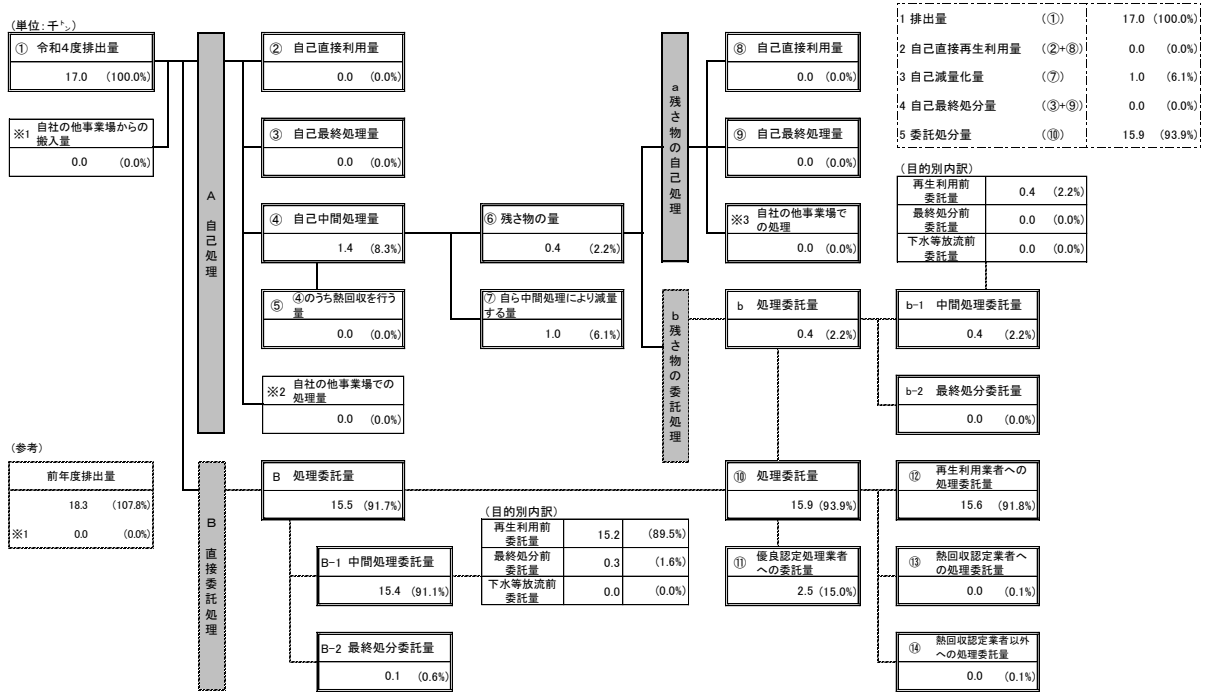 (単位:千㌧)
① 令和4度排出量
17.0 (100.0%)
※1 自社の他事業場からの
搬入量
0.0 (0.0%)
A 自己処理
② 自己直接利用量
0.0 (0.0%)
③ 自己最終処理量
0.0 (0.0%)
④ 自己中間処理量
1.4 (8.3%)
⑤ ④のうち熱回収を行う
量
0.0 (0.0%)
※2 自社の他事業場での
処理量
0.0 (0.0%)
⑥ 残さ物の量
0.4 (2.2%)
⑦ 自ら中間処理により減量
する量
1.0 (6.1%)
a 残さ物の自己処理
⑧ 自己直接利用量
0.0 (0.0%)
⑨ 自己最終処理量
0.0 (0.0%)
※3 自社の他事業場で
の処理
0.0 (0.0%)
b 残さ物の委託処理
b 処理委託量
0.4 (2.2%)
b-1 中間処理委託量
0.4 (2.2%)
b-2 最終処分委託量
0.0 (0.0%)
1 排出量 (①) 17.0 (100.0%)
2 自己直接再生利用量 (②+⑧) 0.0 (0.0%)
3 自己減量化量 (⑦) 1.0 (6.1%)
4 自己最終処分量 (③+⑨) 0.0 (0.0%)
5 委託処分量 (⑩) 15.9 (93.9%)
(目的別内訳)
再生利用前
委託量 0.4 (2.2%)
最終処分前
委託量 0.0 (0.0%)
下水等放流前
委託量 0.0 (0.0%)
(参考)
前年度排出量
18.3 (107.8%)
※1 0.0 (0.0%)
B 直接委託処理
B 処理委託量
15.5 (91.7%)
B-1 中間処理委託量
15.4 (91.1%)
B-2 最終処分委託量
0.1 (0.6%)
(目的別内訳)
再生利用前
委託量 15.2 (89.5%)
最終処分前
委託量 0.3 (1.6%)
下水等放流前
委託量 0.0 (0.0%)
⑩ 処理委託量
15.9 (93.9%)
⑪ 優良認定処理業者
への委託量
2.5 (15.0%)
⑫ 再生利用業者への
処理委託量
15.6 (91.8%)
⑬ 熱回収認定業者へ
の処理委託量
0.0 (0.1%)
⑭ 熱回収認定業者以外
への処理委託量
0.0 (0.1%)